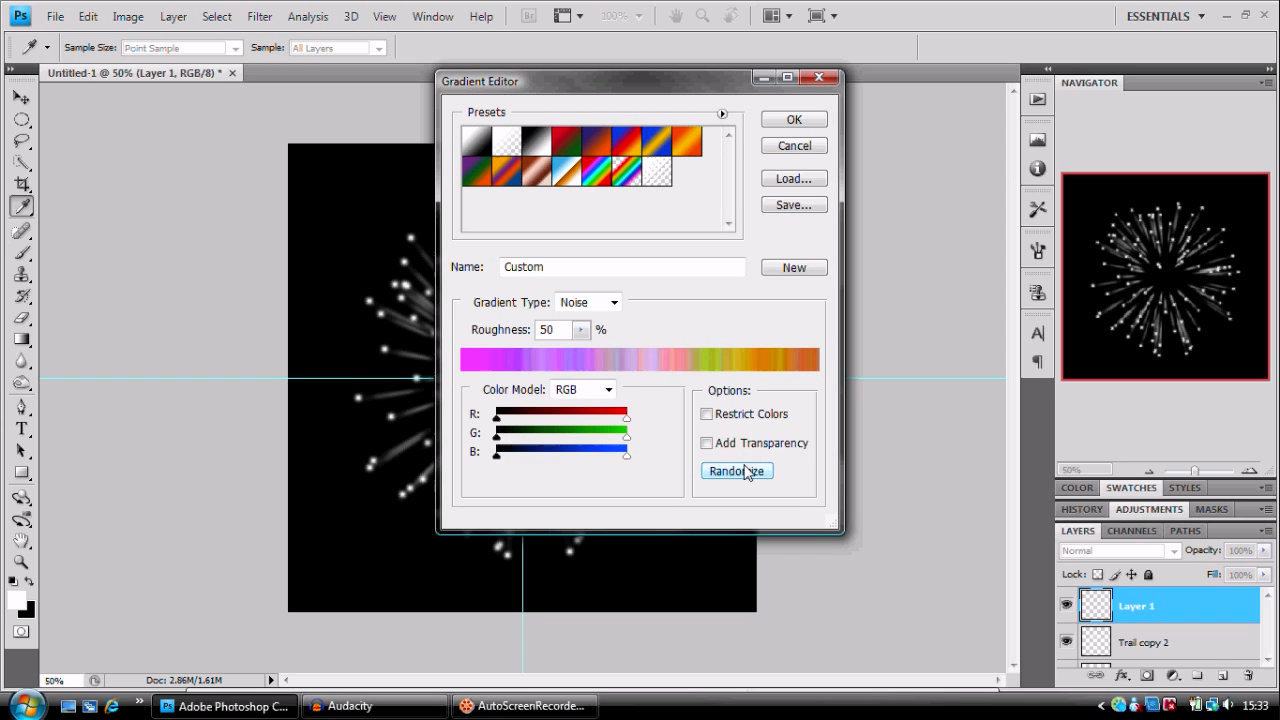 Ps File Edit Image Layer Select Filter Analysis 3D View Window Help Br 100% ESSENTIALS
Sample Size: Point Sample Sample: All Layers
Untitled-1 @ 50% (Layer 1, RGB/8) *
Gradient Editor
Presets
OK
Cancel
Load...
Save...
Name: Custom New
Gradient Type: Noise
Roughness: 50 %
Color Model: RGB
R:
G:
B:
Options:
Restrict Colors
Add Transparency
Randomize
NAVIGATOR
50%
COLOR SWATCHES STYLES
HISTORY ADJUSTMENTS MASKS
LAYERS CHANNELS PATHS
Normal Opacity: 100%
Lock: Fill: 100%
Layer 1
Trail copy 2
50% Doc: 2.86M/1.61M
Ps Adobe Photoshop C... Audacity AutoScreenRecorde... 15:33